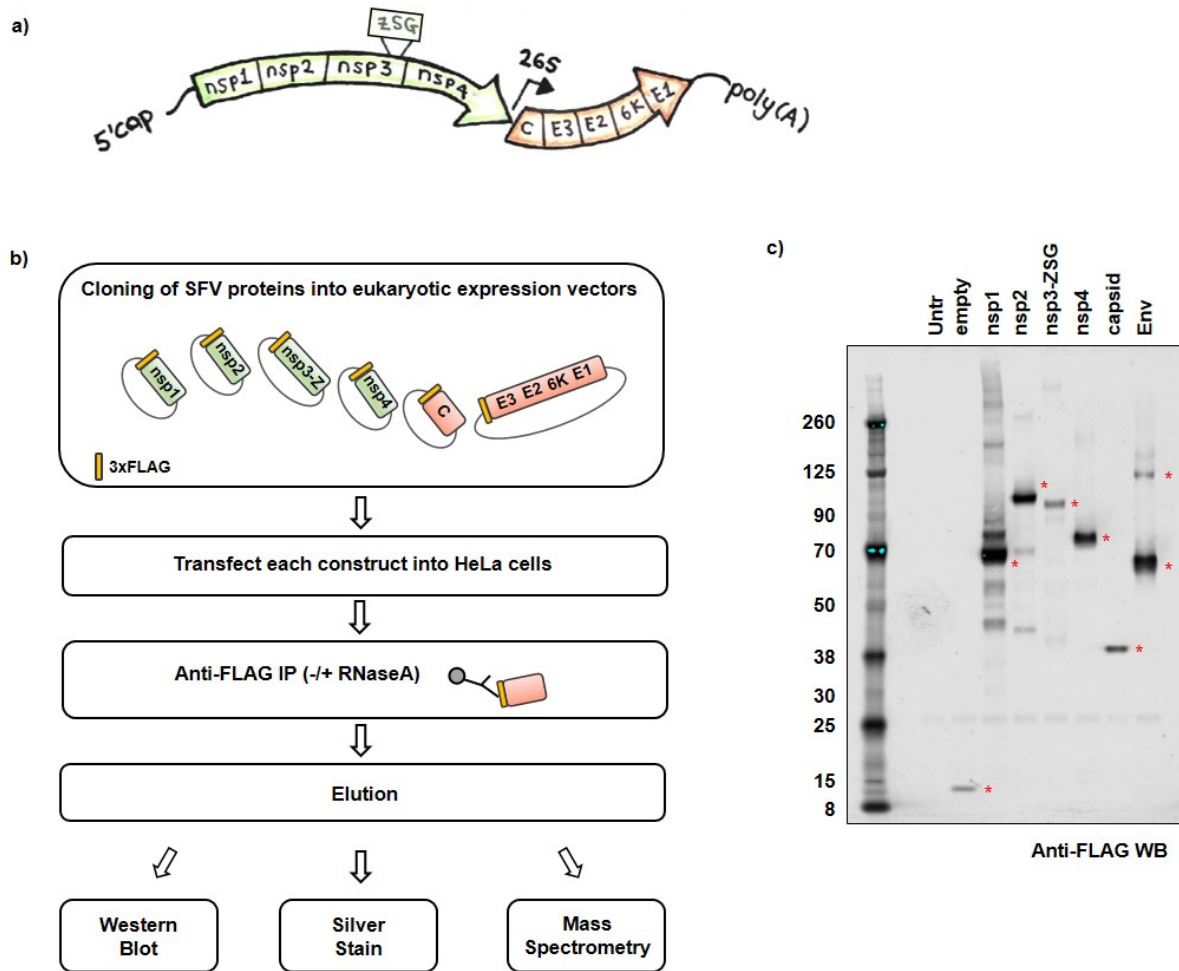 a)
ZSG
nsp1 nsp2 nsp3 nsp4
26S
C E3 E2 6K E1
5'cap
poly(A)
b)
Cloning of SFV proteins into eukaryotic expression vectors
nsp1 nsp2 nsp3-Z nsp4 C E3 E2 6K E1
3xFLAG
Transfect each construct into HeLa cells
Anti-FLAG IP (-/+ RNaseA)
Elution
Western
Blot
Silver
Stain
Mass
Spectrometry
c)
Untr
empty
nsp1
nsp2
nsp3-ZSG
nsp4
capsid
Env
260
125
90
70
50
38
30
25
15
8
* * * * * * * *
Anti-FLAG WB